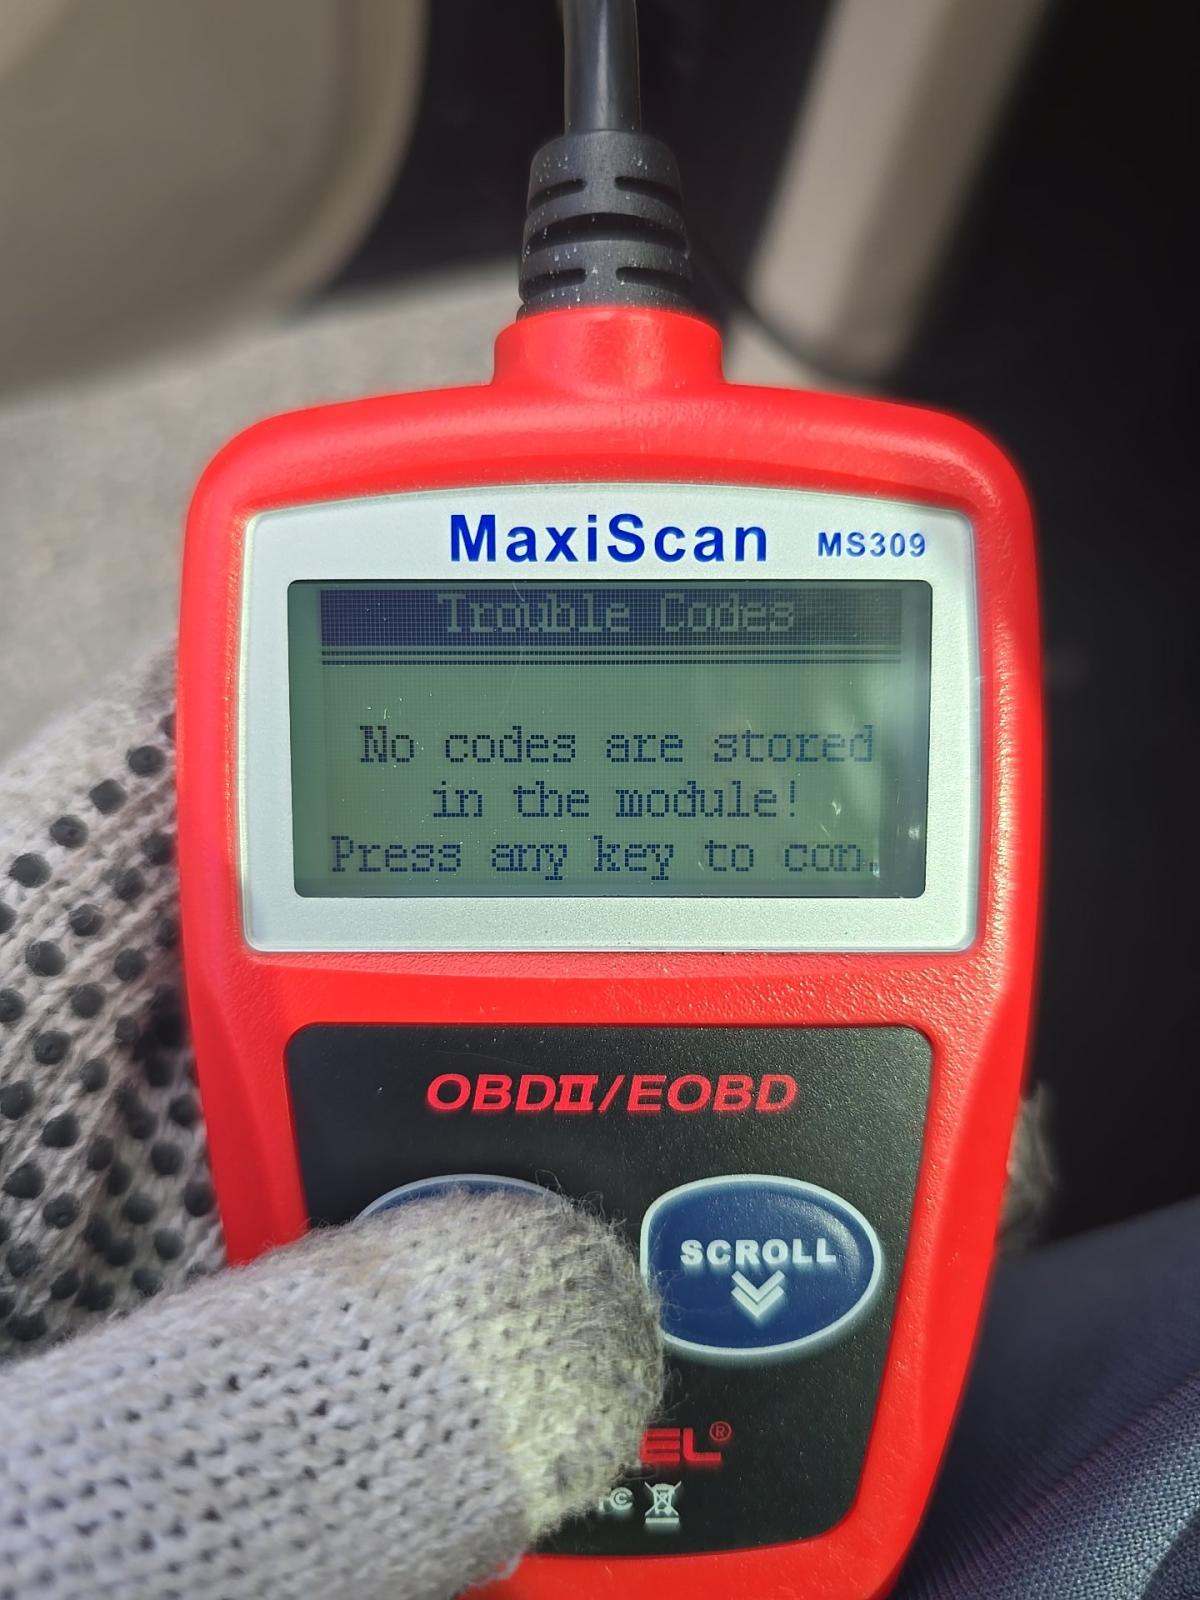 MaxiScan MS309
Trouble Codes
No codes are stored
in the module!
Press any key to con.
OBDII/EOBD
SCROLL